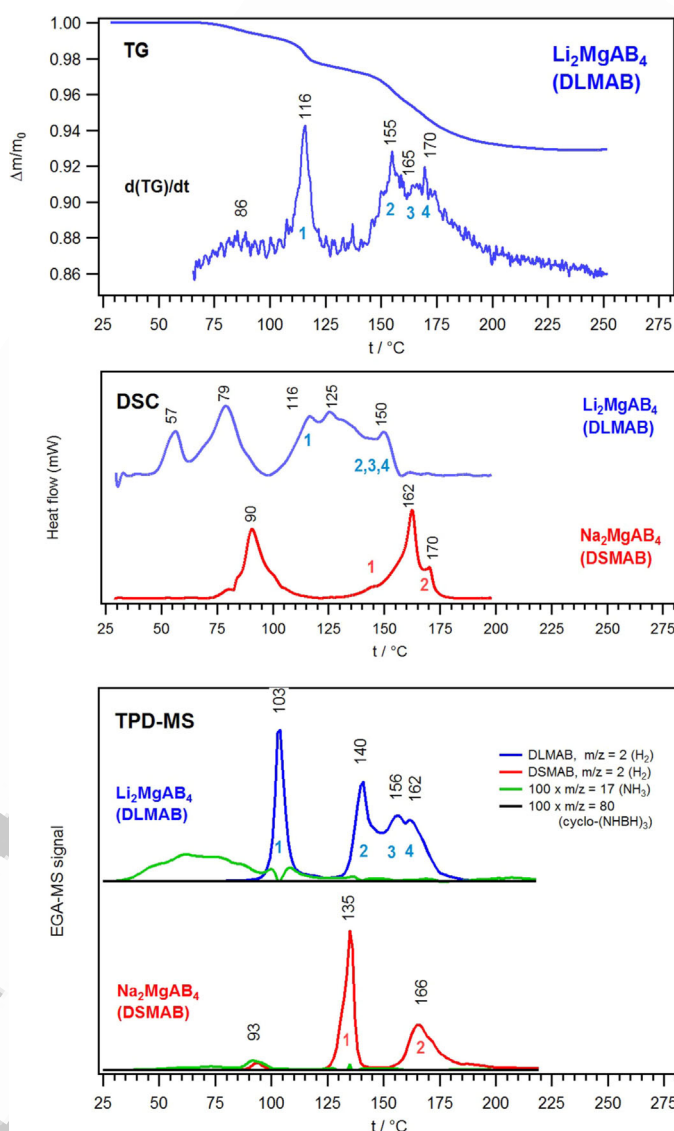 1.00
0.98
0.96
0.94
0.92
0.90
0.88
0.86
Δm/m₀
TG
Li₂MgAB₄
(DLMAB)
116
155
165
170
86
d(TG)/dt
1
2
3
4
25 50 75 100 125 150 175 200 225 250 275
t / °C
DSC
Heat flow (mW)
57
79
116
125
150
Li₂MgAB₄
(DLMAB)
1
2,3,4
162
90
170
Na₂MgAB₄
(DSMAB)
1
2
25 50 75 100 125 150 175 200 225 250 275
t / °C
TPD-MS
EGA-MS signal
103
140
156
162
DLMAB, m/z = 2 (H₂)
DSMAB, m/z = 2 (H₂)
100 x m/z = 17 (NH₃)
100 x m/z = 80
(cyclo-(NHBH)₃)
Li₂MgAB₄
(DLMAB)
1
2
3
4
135
Na₂MgAB₄
(DSMAB)
93
166
1
2
25 50 75 100 125 150 175 200 225 250 275
t / °C